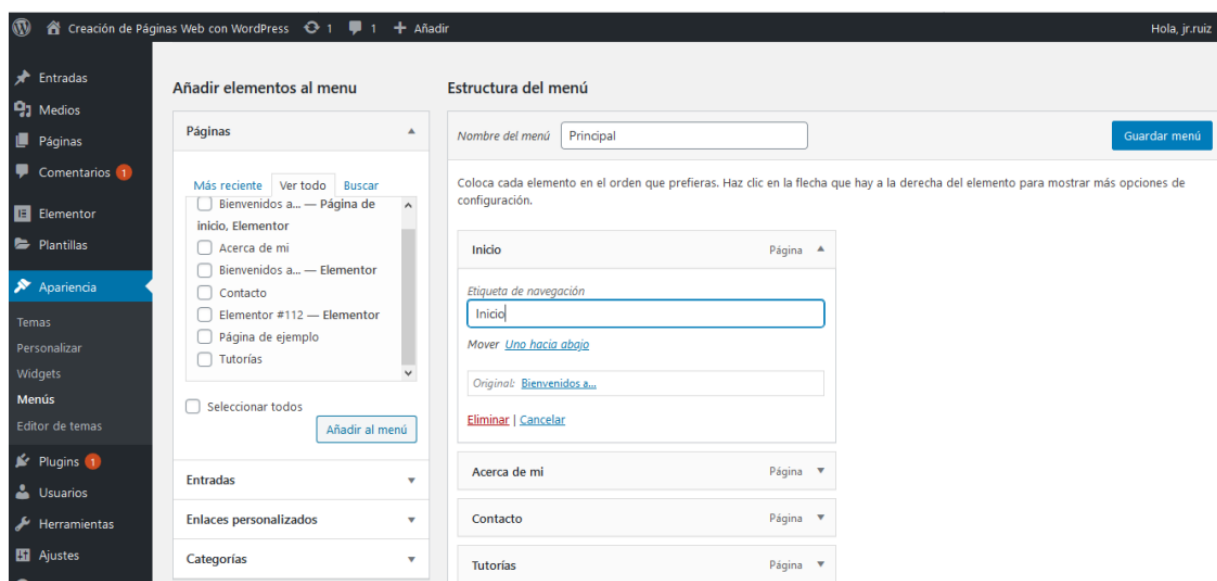 Creación de Páginas Web con WordPress 1 1 Añadir Hola, jr.ruiz
Entradas
Medios
Páginas
Comentarios 1
Elementor
Plantillas
Apariencia
Temas
Personalizar
Widgets
Menús
Editor de temas
Plugins 1
Usuarios
Herramientas
Ajustes
Añadir elementos al menu
Páginas
Más reciente Ver todo Buscar
Bienvenidos a... — Página de
inicio, Elementor
Acerca de mi
Bienvenidos a... — Elementor
Contacto
Elementor #112 — Elementor
Página de ejemplo
Tutorías
Seleccionar todos
Añadir al menú
Entradas
Enlaces personalizados
Categorías
Estructura del menú
Nombre del menú Principal Guardar menú
Coloca cada elemento en el orden que prefieras. Haz clic en la flecha que hay a la derecha del elemento para mostrar más opciones de
configuración.
Inicio Página
Etiqueta de navegación
Inicio
Mover Uno hacia abajo
Original: Bienvenidos a...
Eliminar | Cancelar
Acerca de mi Página
Contacto Página
Tutorías Página